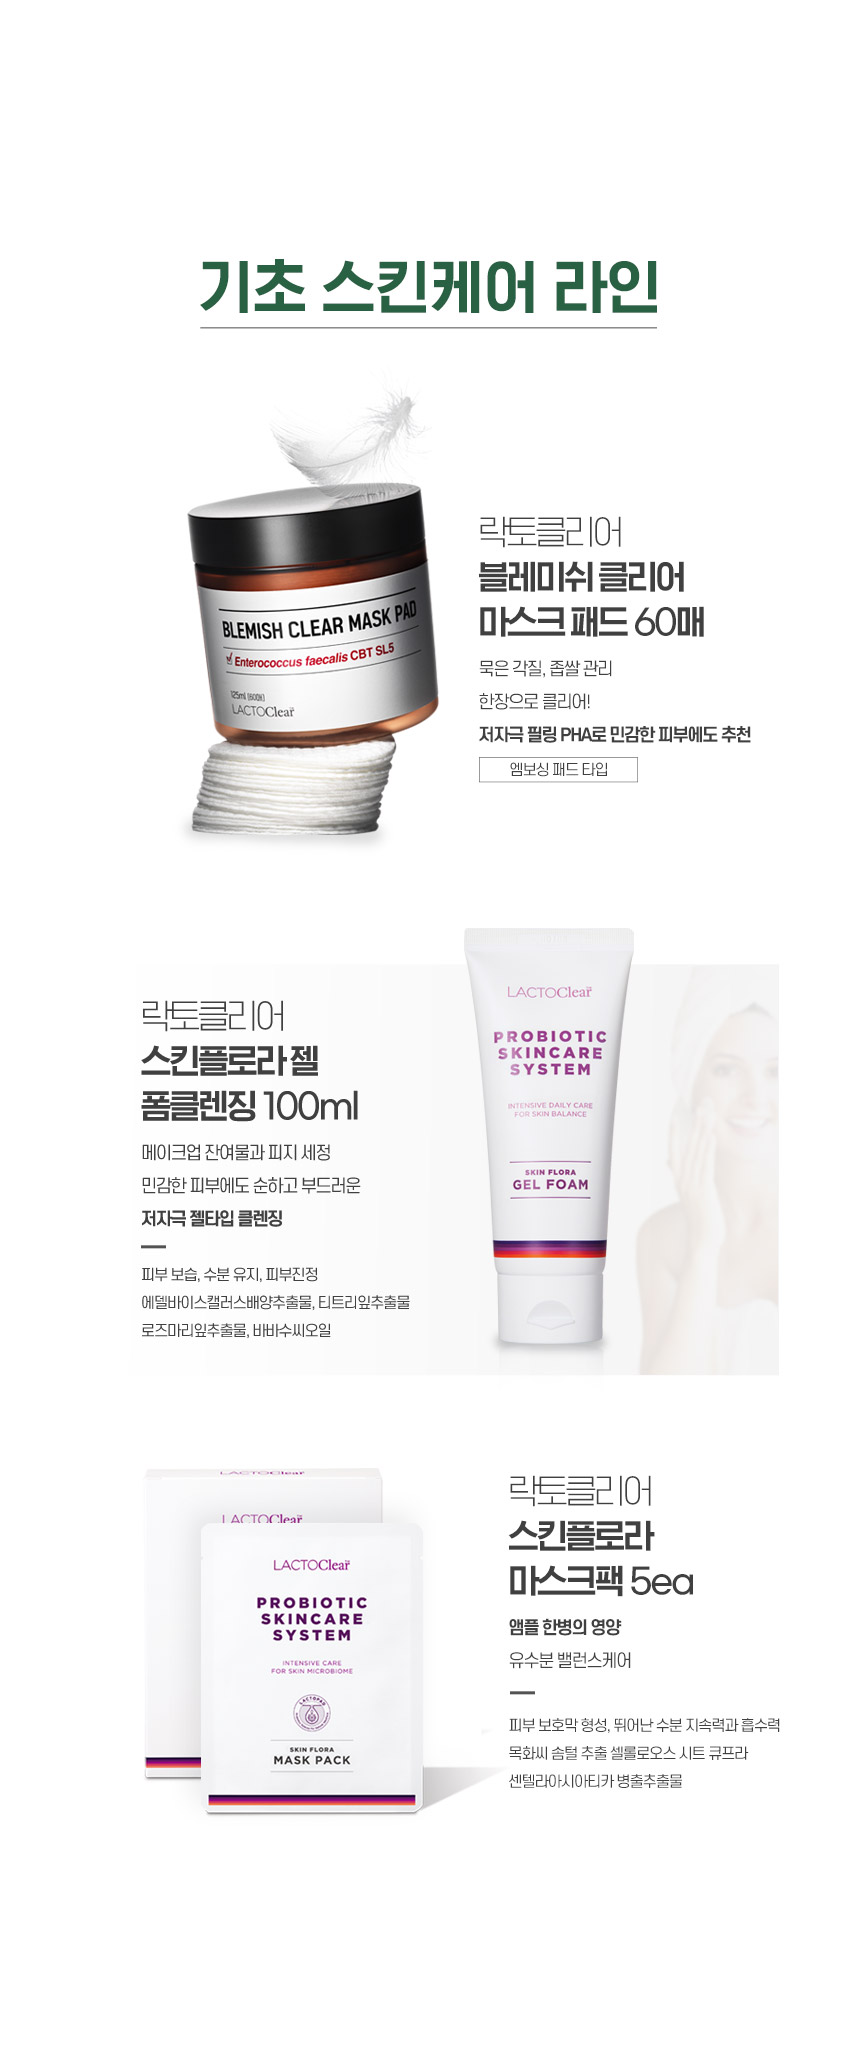 기초 스킨케어 라인
BLEMISH CLEAR MASK PAD
Enterococcus faecalis CBT SL5
125ml [60매]
LACTOClear
락토클리어
블레미쉬 클리어
마스크 패드 60매
묵은 각질, 좁쌀 관리
한장으로 클리어!
저자극 필링 PHA로 민감한 피부에도 추천
엠보싱 패드 타입
락토클리어
스킨플로라 젤
폼클렌징 100ml
메이크업 잔여물과 피지 세정
민감한 피부에도 순하고 부드러운
저자극 젤타입 클렌징
피부 보습, 수분 유지, 피부진정
에델바이스캘러스배양추출물, 티트리잎추출물
로즈마리잎추출물, 바바수씨오일
LACTOClear
PROBIOTIC
SKINCARE
SYSTEM
INTENSIVE DAILY CARE
FOR SKIN BALANCE
SKIN FLORA
GEL FOAM
LACTOClear
LACTOClear
LACTOClear
PROBIOTIC
SKINCARE
SYSTEM
INTENSIVE CARE
FOR SKIN MICROBIOME
LACTOPAD
SKIN FLORA
MASK PACK
락토클리어
스킨플로라
마스크팩 5ea
앰플 한병의 영양
유수분 밸런스케어
피부 보호막 형성, 뛰어난 수분 지속력과 흡수력
목화씨 솜털 추출 셀룰로오스 시트 큐프라
센텔라아시아티카 병출추출물